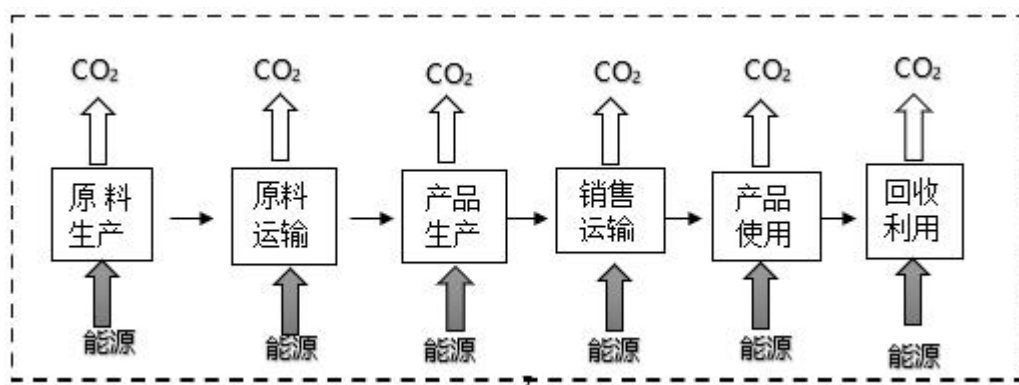 CO₂ CO₂ CO₂ CO₂ CO₂ CO₂
原料 原料 产品 销售 产品 回收
生产 运输 生产 运输 使用 利用
能源 能源 能源 能源 能源 能源